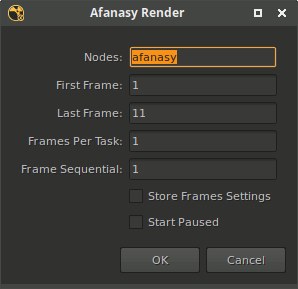 Afanasy Render
Nodes: afanasy
First Frame: 1
Last Frame: 11
Frames Per Task: 1
Frame Sequential: 1
Store Frames Settings
Start Paused
OK Cancel